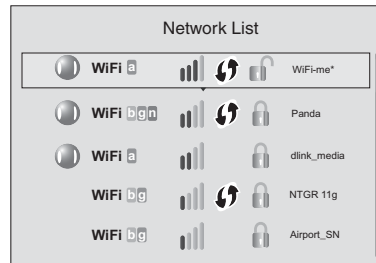 Network List
WiFi a WiFi-me*
WiFi bgn Panda
WiFi a dlink_media
WiFi bg NTGR 11g
WiFi bg Airport_SN